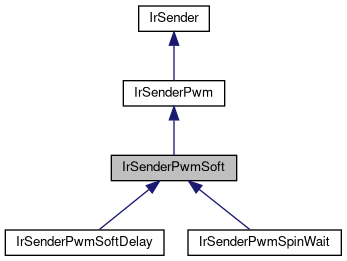 IrSender
IrSenderPwm
IrSenderPwmSoft
IrSenderPwmSoftDelay
IrSenderPwmSpinWait